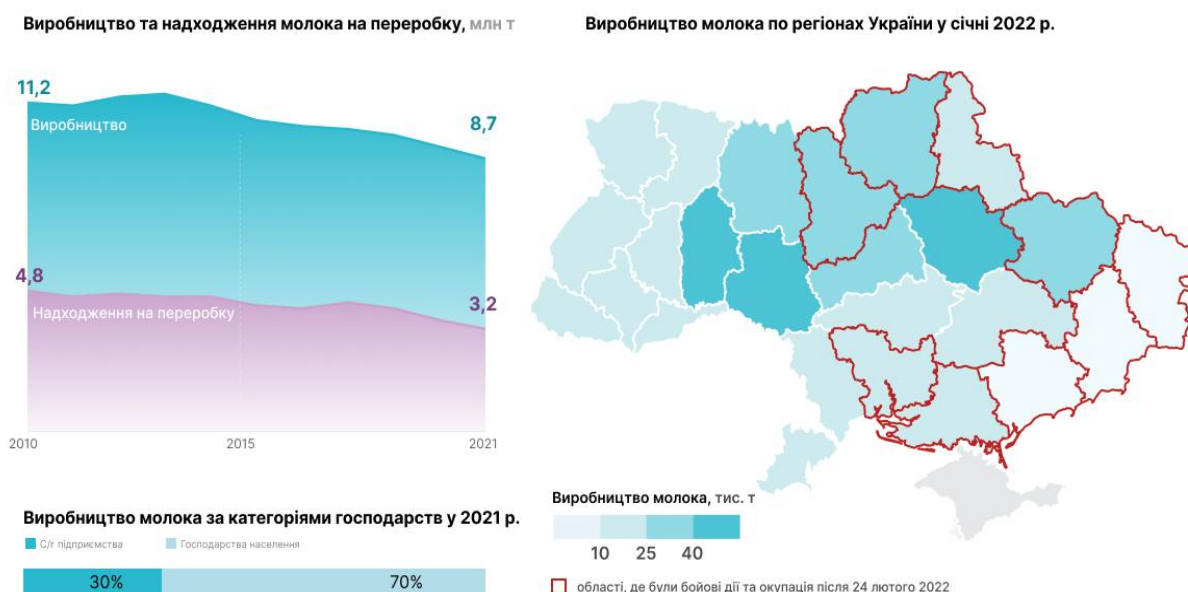 Виробництво та надходження молока на переробку, млн т
11,2
Виробництво
8,7
4,8
Надходження на переробку
3,2
2010
2015
2021
Виробництво молока за категоріями господарств у 2021 р.
С/г підприємства
Господарства населення
30%
70%
Виробництво молока по регіонах України у січні 2022 р.
Виробництво молока, тис. т
10
25
40
області, де були бойові дії та окупація після 24 лютого 2022